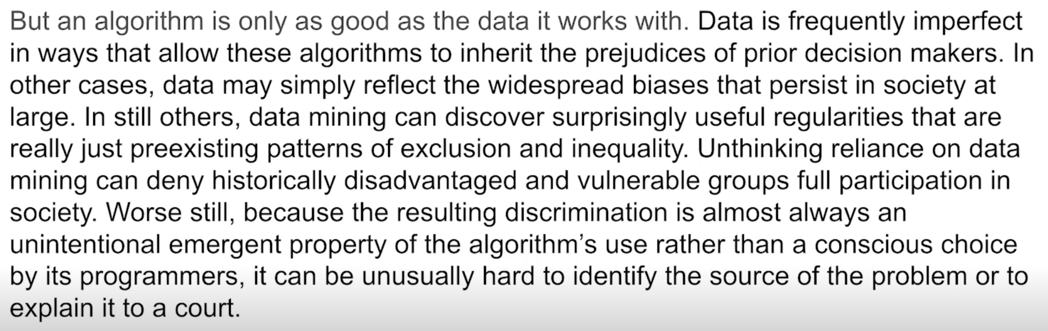 But an algorithm is only as good as the data it works with. Data is frequently imperfect
in ways that allow these algorithms to inherit the prejudices of prior decision makers. In
other cases, data may simply reflect the widespread biases that persist in society at
large. In still others, data mining can discover surprisingly useful regularities that are
really just preexisting patterns of exclusion and inequality. Unthinking reliance on data
mining can deny historically disadvantaged and vulnerable groups full participation in
society. Worse still, because the resulting discrimination is almost always an
unintentional emergent property of the algorithm’s use rather than a conscious choice
by its programmers, it can be unusually hard to identify the source of the problem or to
explain it to a court.